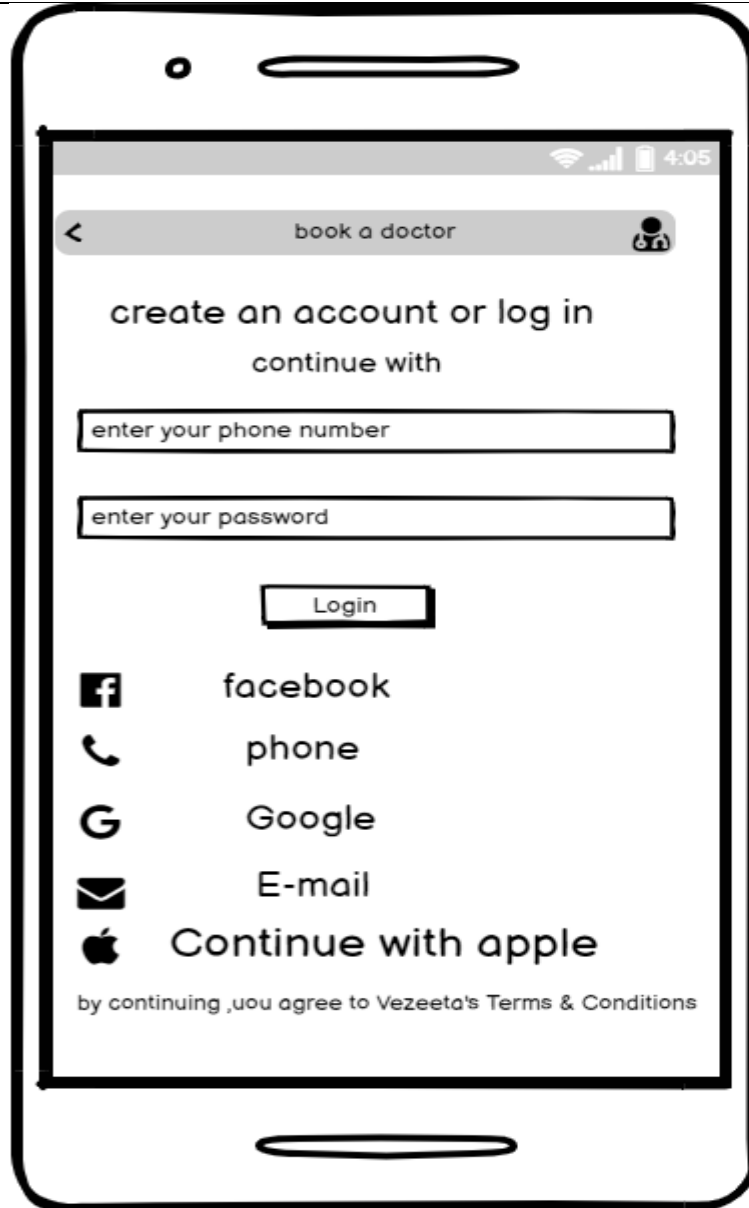 4:05
<
book a doctor
create an account or log in
continue with
enter your phone number
enter your password
Login
facebook
phone
Google
E-mail
Continue with apple
by continuing ,uou agree to Vezeeta's Terms & Conditions